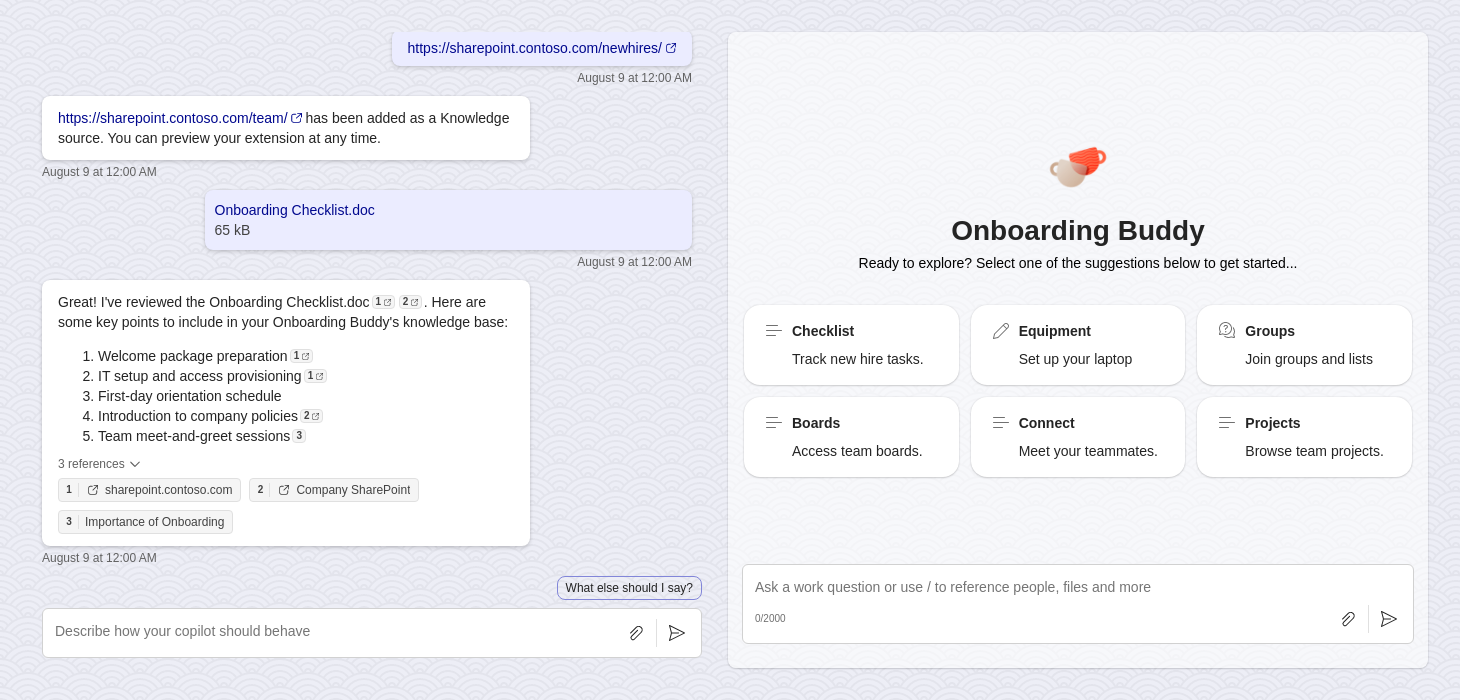 https://sharepoint.contoso.com/newhires/
August 9 at 12:00 AM
https://sharepoint.contoso.com/team/ has been added as a Knowledge
source. You can preview your extension at any time.
August 9 at 12:00 AM
Onboarding Checklist.doc
65 kB
August 9 at 12:00 AM
Great! I've reviewed the Onboarding Checklist.doc 1 2 . Here are
some key points to include in your Onboarding Buddy's knowledge base:
1. Welcome package preparation 1
2. IT setup and access provisioning 1
3. First-day orientation schedule
4. Introduction to company policies 2
5. Team meet-and-greet sessions 3
3 references
1 sharepoint.contoso.com 2 Company SharePoint
3 Importance of Onboarding
August 9 at 12:00 AM
What else should I say?
Describe how your copilot should behave
Onboarding Buddy
Ready to explore? Select one of the suggestions below to get started...
Checklist
Track new hire tasks.
Equipment
Set up your laptop
Groups
Join groups and lists
Boards
Access team boards.
Connect
Meet your teammates.
Projects
Browse team projects.
Ask a work question or use / to reference people, files and more
0/2000